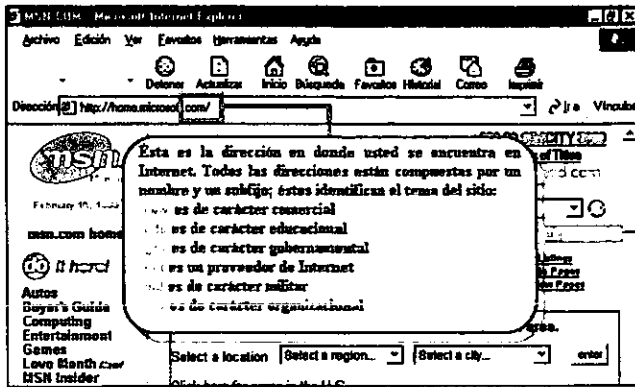 MSN.COM - Microsoft Internet Explorer
Archivo Edición Ver Favoritos Herramientas Ayuda
Detener Actualizar Inicio Búsqueda Favoritos Historial Correo Imprimir
Dirección http://home.microsoft.com/ Ir a Vínculos
msn
Ésta es la dirección en donde usted se encuentra en
Internet. Todas las direcciones están compuestas por un
nombre y un subfijo; éstos identifican el tema del sitio:
es de carácter comercial
es de carácter educacional
es de carácter gubernamental
es un proveedor de Internet
es de carácter militar
es de carácter organizacional
msn.com home
Autos
Buyer's Guide
Computing
Entertainment
Games
Love Month
MSN Insider
area.
Select a location Select a region... Select a city... enter